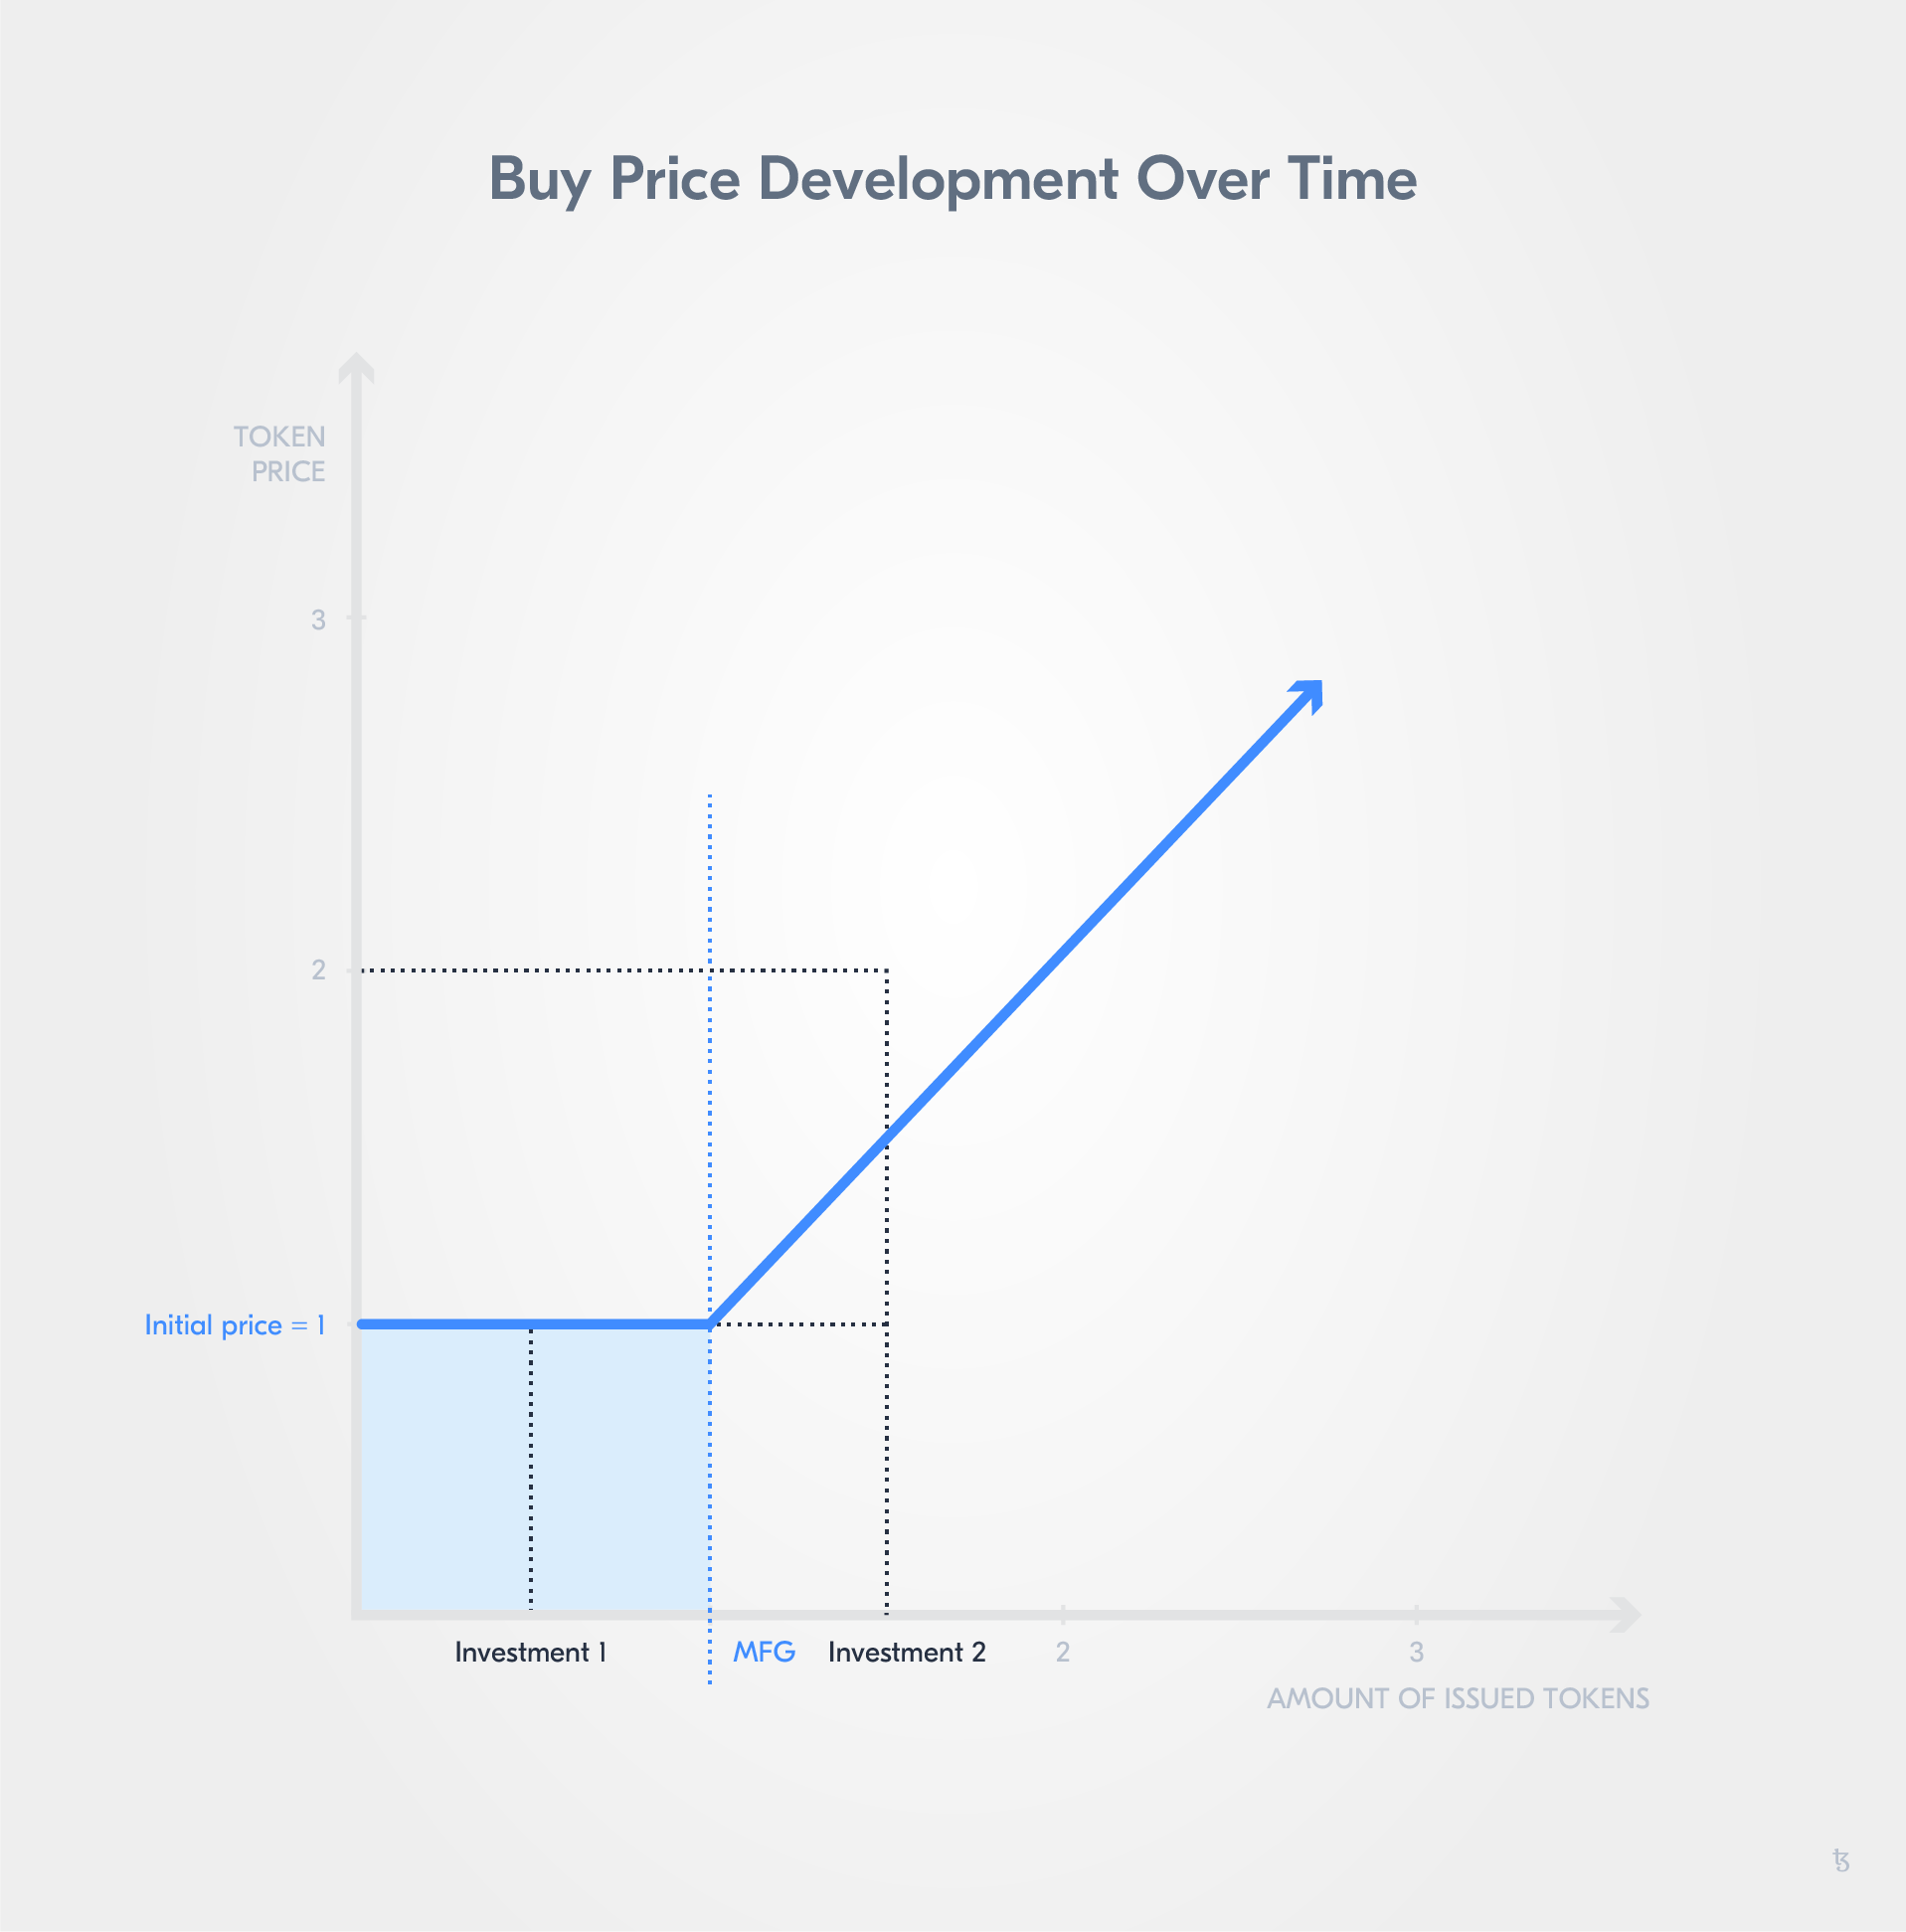 Buy Price Development Over Time
TOKEN
PRICE
3
2
Initial price = 1
Investment 1
MFG
Investment 2
2
3
AMOUNT OF ISSUED TOKENS
ꜩ